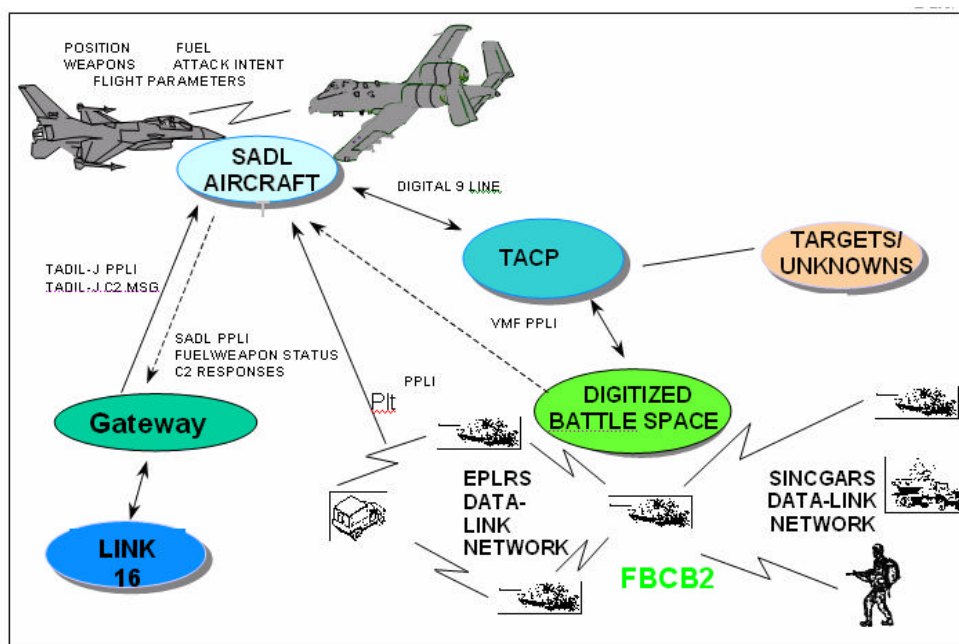 POSITION FUEL
WEAPONS ATTACK INTENT
FLIGHT PARAMETERS
SADL
AIRCRAFT
DIGITAL 9 LINE
TACP
TARGETS/
UNKNOWNS
TADIL-J PPLI
TADIL-J.C2.MSG
VMF PPLI
SADL PPLI
FUELWEAPON STATUS
C2 RESPONSES
PPLI
Plt
DIGITIZED
BATTLE SPACE
Gateway
EPLRS
DATA-
LINK
NETWORK
SINCGARS
DATA-LINK
NETWORK
LINK
16
FBCB2